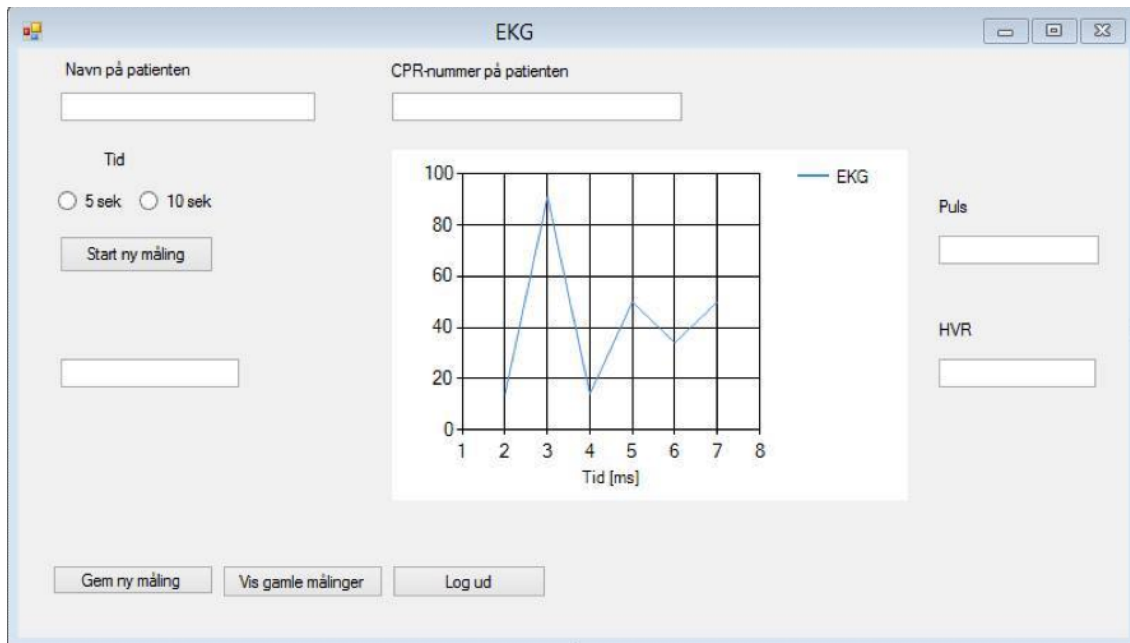 EKG
Navn på patienten
CPR-nummer på patienten
Tid
5 sek
10 sek
Start ny måling
100
80
60
40
20
0
1 2 3 4 5 6 7 8
Tid [ms]
EKG
Puls
HVR
Gem ny måling
Vis gamle målinger
Log ud